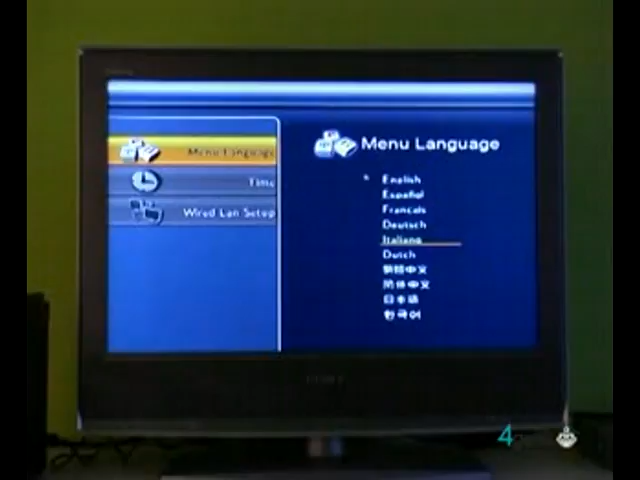 Menu Language
Time
Wired Lan Setup
Menu Language
English
Español
Francais
Deutsch
Italiano
Dutch
繁體中文
简体中文
日本語
한국어
4